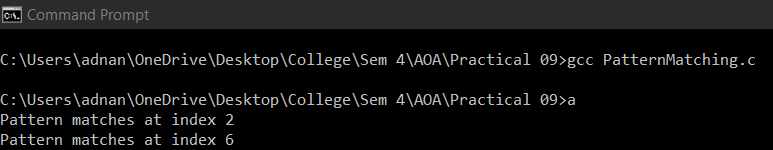 Command Prompt
C:\Users\adnan\OneDrive\Desktop\College\Sem 4\AOA\Practical 09>gcc PatternMatching.c
C:\Users\adnan\OneDrive\Desktop\College\Sem 4\AOA\Practical 09>a
Pattern matches at index 2
Pattern matches at index 6